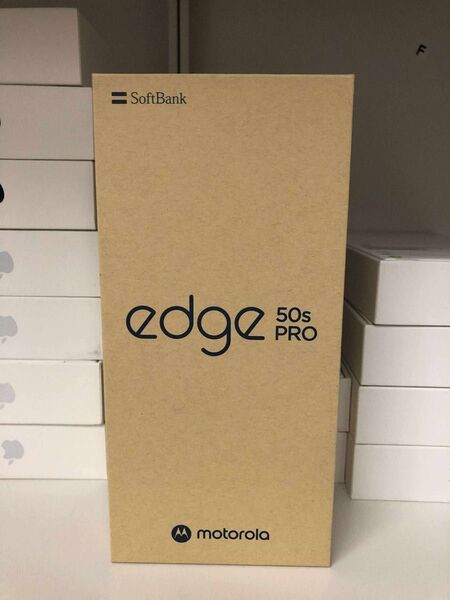 SoftBank
F
edge 50s
PRO
motorola